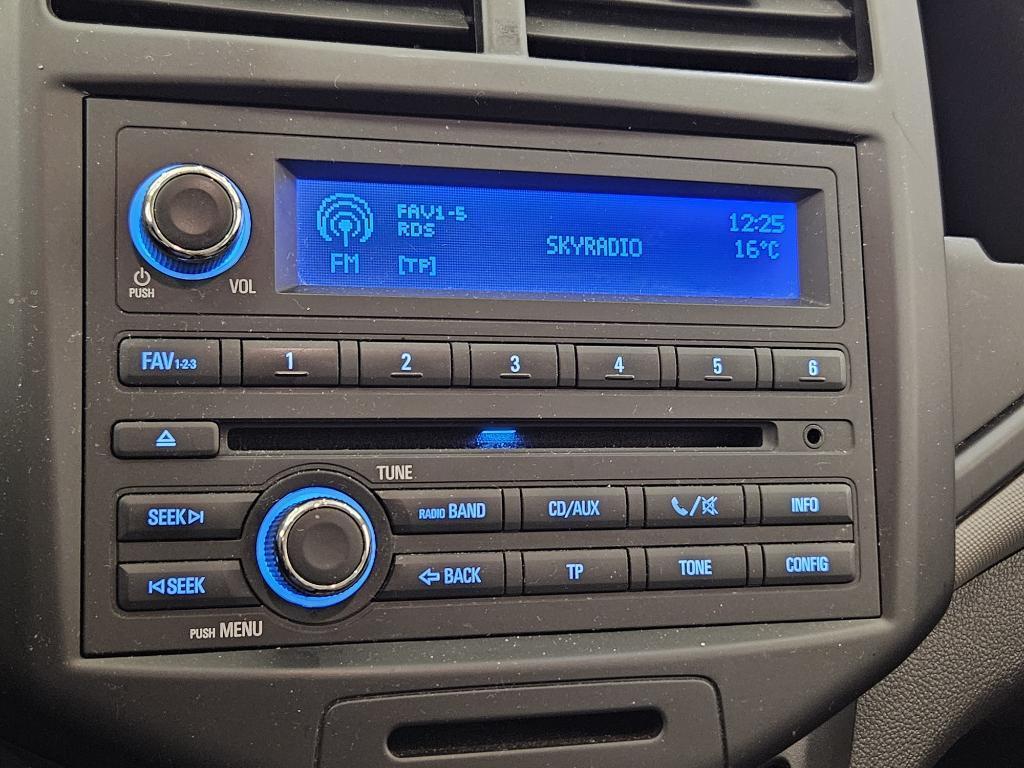 FAV1-5
RDS
FM [TP]
SKYRADIO
12:25
16°C
PUSH
VOL
FAV1-2-3
1
2
3
4
5
6
TUNE
SEEK
RADIO BAND
CD/AUX
/
INFO
SEEK
BACK
TP
TONE
CONFIG
PUSH MENU